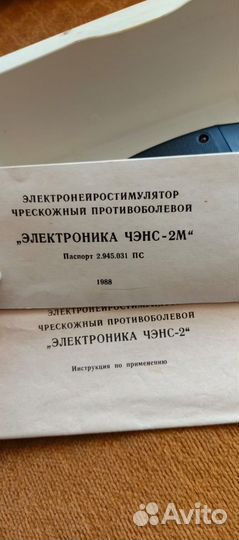 ЭЛЕКТРОНЕЙРОСТИМУЛЯТОР
ЧРЕСКОЖНЫЙ ПРОТИВОБОЛЕВОЙ
„ЭЛЕКТРОНИКА ЧЭНС-2М"
Паспорт 2.945.031 ПС
1988
ЭЛЕКТРОНЕЙРОСТИМУЛЯТОР
ЧРЕСКОЖНЫЙ ПРОТИВОБОЛЕВОЙ
„ЭЛЕКТРОНИКА ЧЭНС-2"
Инструкция по применению
Avito